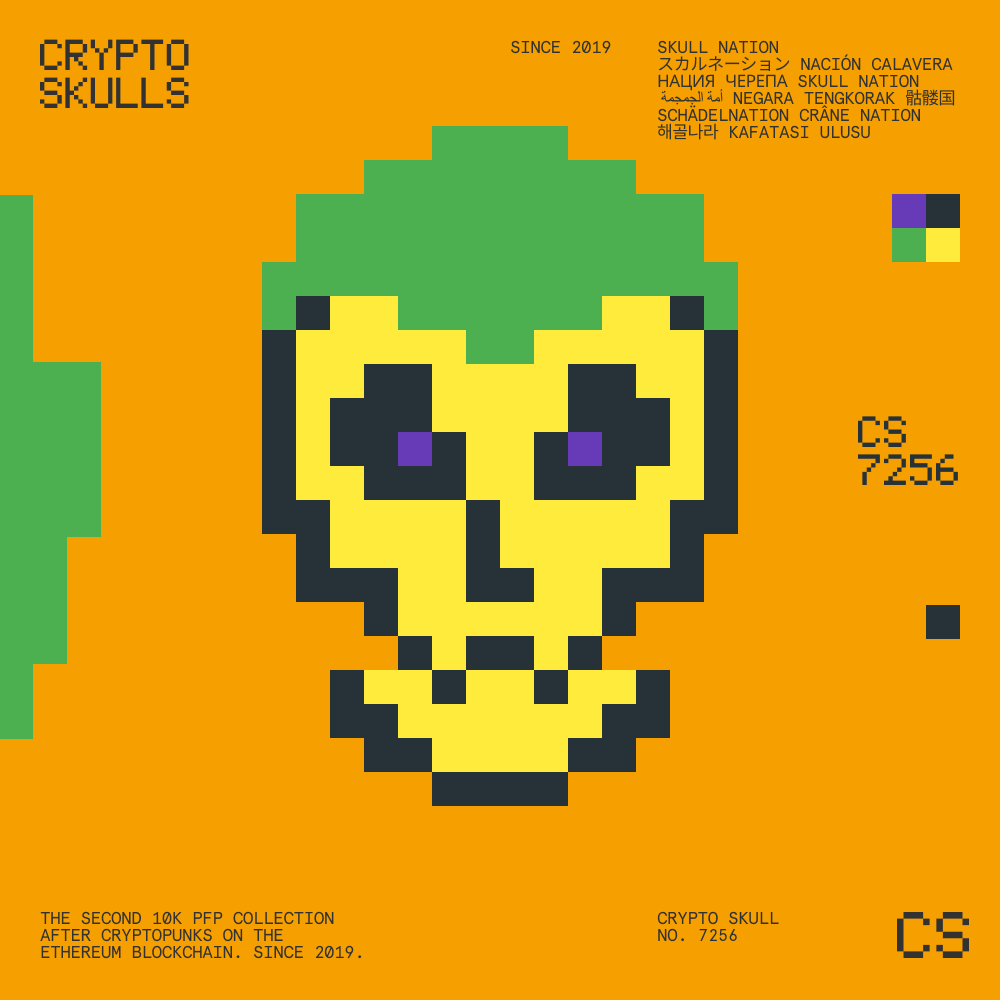 CRYPTO
SKULLS
SINCE 2019
SKULL NATION
スカルネーション NACIÓN CALAVERA
НАЦИЯ ЧЕРЕПА SKULL NATION
أمة الجمجمة NEGARA TENGKORAK 骷髅国
SCHÄDELNATION CRÂNE NATION
해골나라 KAFATASI ULUSU
CS
7256
THE SECOND 10K PFP COLLECTION
AFTER CRYPTOPUNKS ON THE
ETHEREUM BLOCKCHAIN. SINCE 2019.
CRYPTO SKULL
NO. 7256
CS